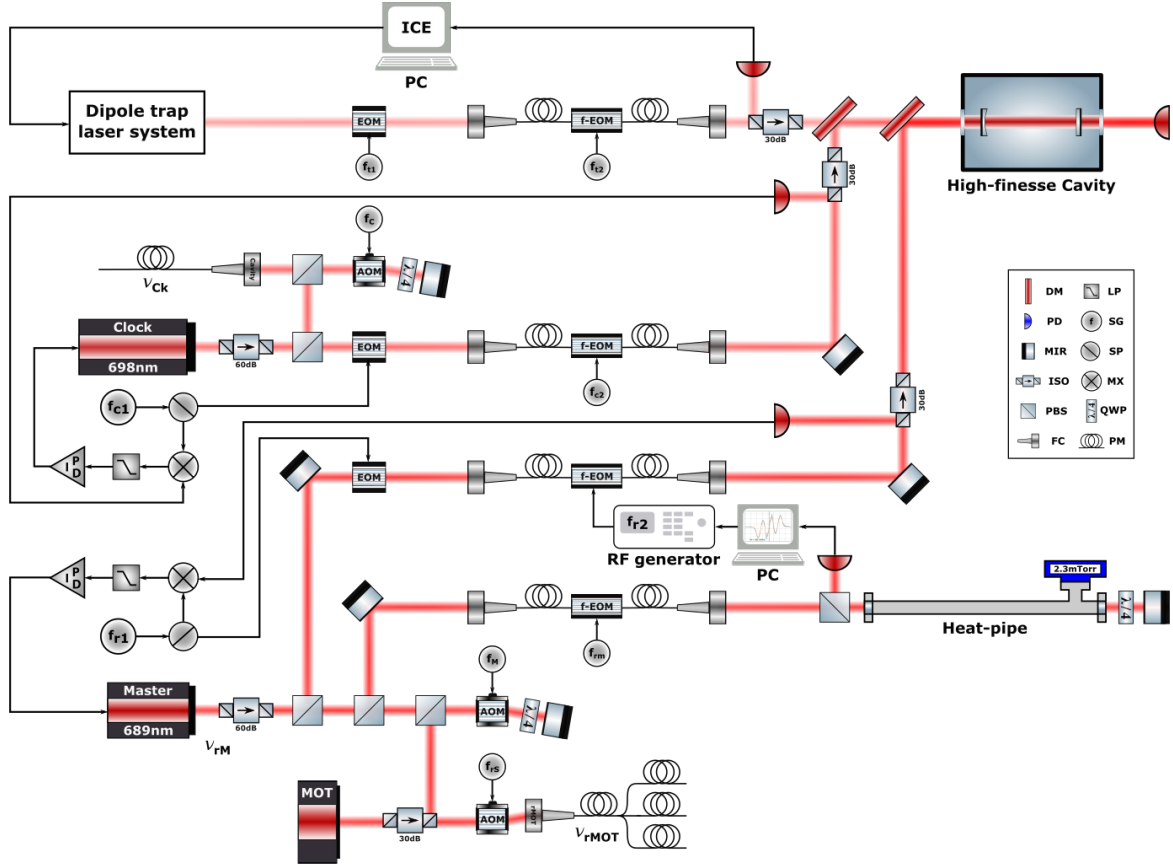 ICE
PC
Dipole trap
laser system
EOM
f-EOM
30dB
ft1
ft2
30dB
High-finesse Cavity
fC
νCk
Cavity
AOM
λ/4
Clock
698nm
60dB
EOM
f-EOM
fc1
fc2
P
I
D
30dB
EOM
f-EOM
fr2
RF generator
PC
P
I
D
fr1
f-EOM
frm
2.3mTorr
Heat-pipe
λ/4
Master
689nm
νrM
60dB
fM
AOM
λ/4
MOT
30dB
frS
AOM
rMOT
νrMOT
DM
LP
PD
f
SG
MIR
SP
ISO
MX
PBS
λ/4
QWP
FC
PM